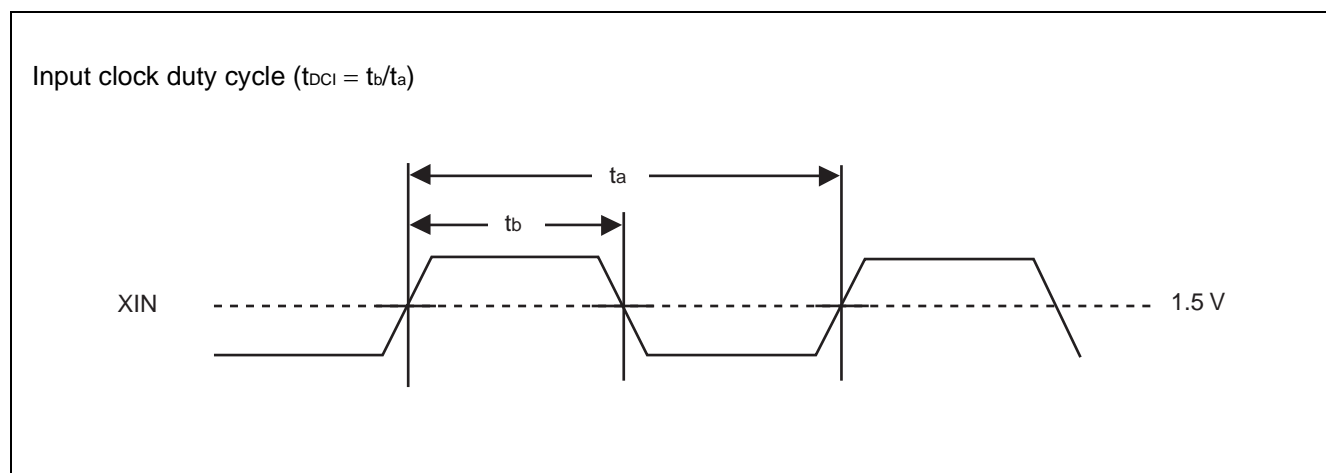 Input clock duty cycle (tDCI = tb/ta)
ta
tb
XIN
1.5 V